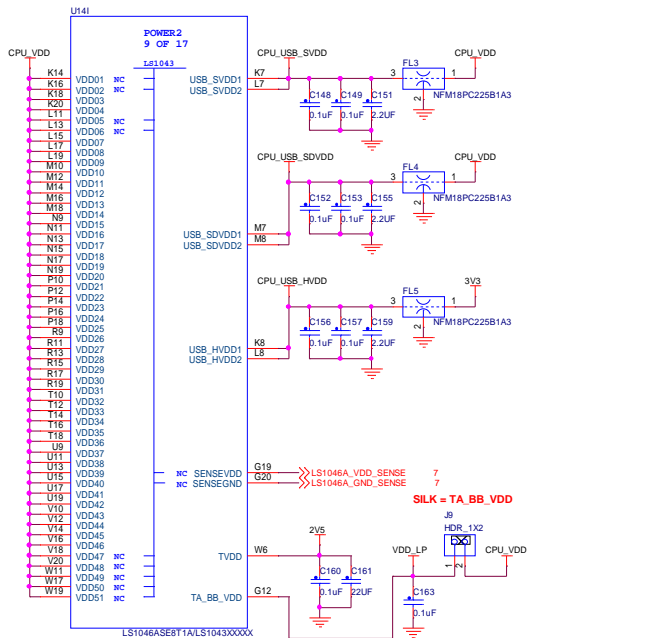 U14I
POWER2
9 OF 17
LS1043
CPU_VDD
K14 VDD01 NC
K16 VDD02 NC
K18 VDD03
K20 VDD04
L11 VDD05 NC
L13 VDD06 NC
L15 VDD07
L17 VDD08
L19 VDD09
M10 VDD10
M12 VDD11
M14 VDD12
M16 VDD13
M18 VDD14
N9 VDD15
N11 VDD16
N13 VDD17
N15 VDD18
N17 VDD19
N19 VDD20
P10 VDD21
P12 VDD22
P14 VDD23
P16 VDD24
P18 VDD25
R9 VDD26
R11 VDD27
R13 VDD28
R15 VDD29
R17 VDD30
R19 VDD31
T10 VDD32
T12 VDD33
T14 VDD34
T16 VDD35
T18 VDD36
U9 VDD37
U11 VDD38
U13 VDD39
U15 VDD40
U17 VDD41
U19 VDD42
V10 VDD43
V12 VDD44
V14 VDD45
V16 VDD46
V18 VDD47 NC
V20 VDD48 NC
W11 VDD49 NC
W17 VDD50 NC
W19 VDD51 NC
USB_SVDD1 K7
USB_SVDD2 L7
USB_SDVDD1 M7
USB_SDVDD2 M8
USB_HVDD1 K8
USB_HVDD2 L8
NC SENSEVDD G19
NC SENSEGND G20
TVDD W6
TA_BB_VDD G12
LS1046ASE8T1A/LS1043XXXXX
CPU_USB_SVDD
FL3
CPU_VDD
3 1
2
NFM18PC225B1A3
C148 C149 C151
0.1uF 0.1uF 2.2UF
CPU_USB_SDVDD
FL4
CPU_VDD
3 1
2
NFM18PC225B1A3
C152 C153 C155
0.1uF 0.1uF 2.2UF
CPU_USB_HVDD
FL5
3V3
3 1
2
NFM18PC225B1A3
C156 C157 C159
0.1uF 0.1uF 2.2UF
LS1046A_VDD_SENSE 7
LS1046A_GND_SENSE 7
SILK = TA_BB_VDD
J9
HDR_1X2
2V5
VDD_LP
CPU_VDD
1 2
C160 C161
0.1uF 22UF
C163
0.1uF